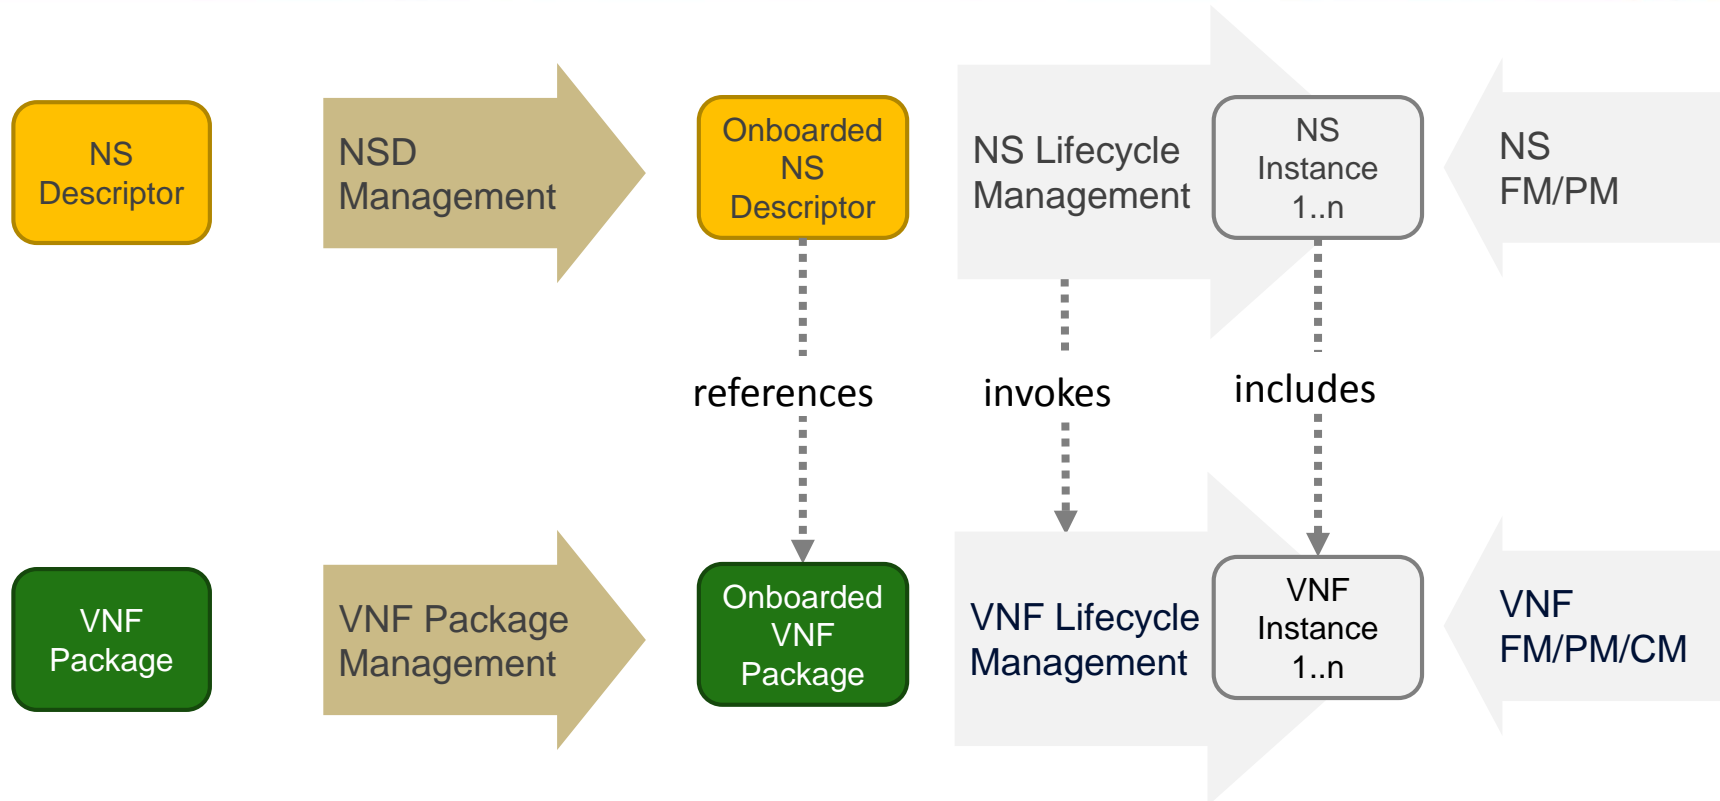 NS
Descriptor
NSD
Management
Onboarded
NS
Descriptor
NS Lifecycle
Management
NS
Instance
1..n
NS
FM/PM
references
invokes
includes
VNF
Package
VNF Package
Management
Onboarded
VNF
Package
VNF Lifecycle
Management
VNF
Instance
1..n
VNF
FM/PM/CM